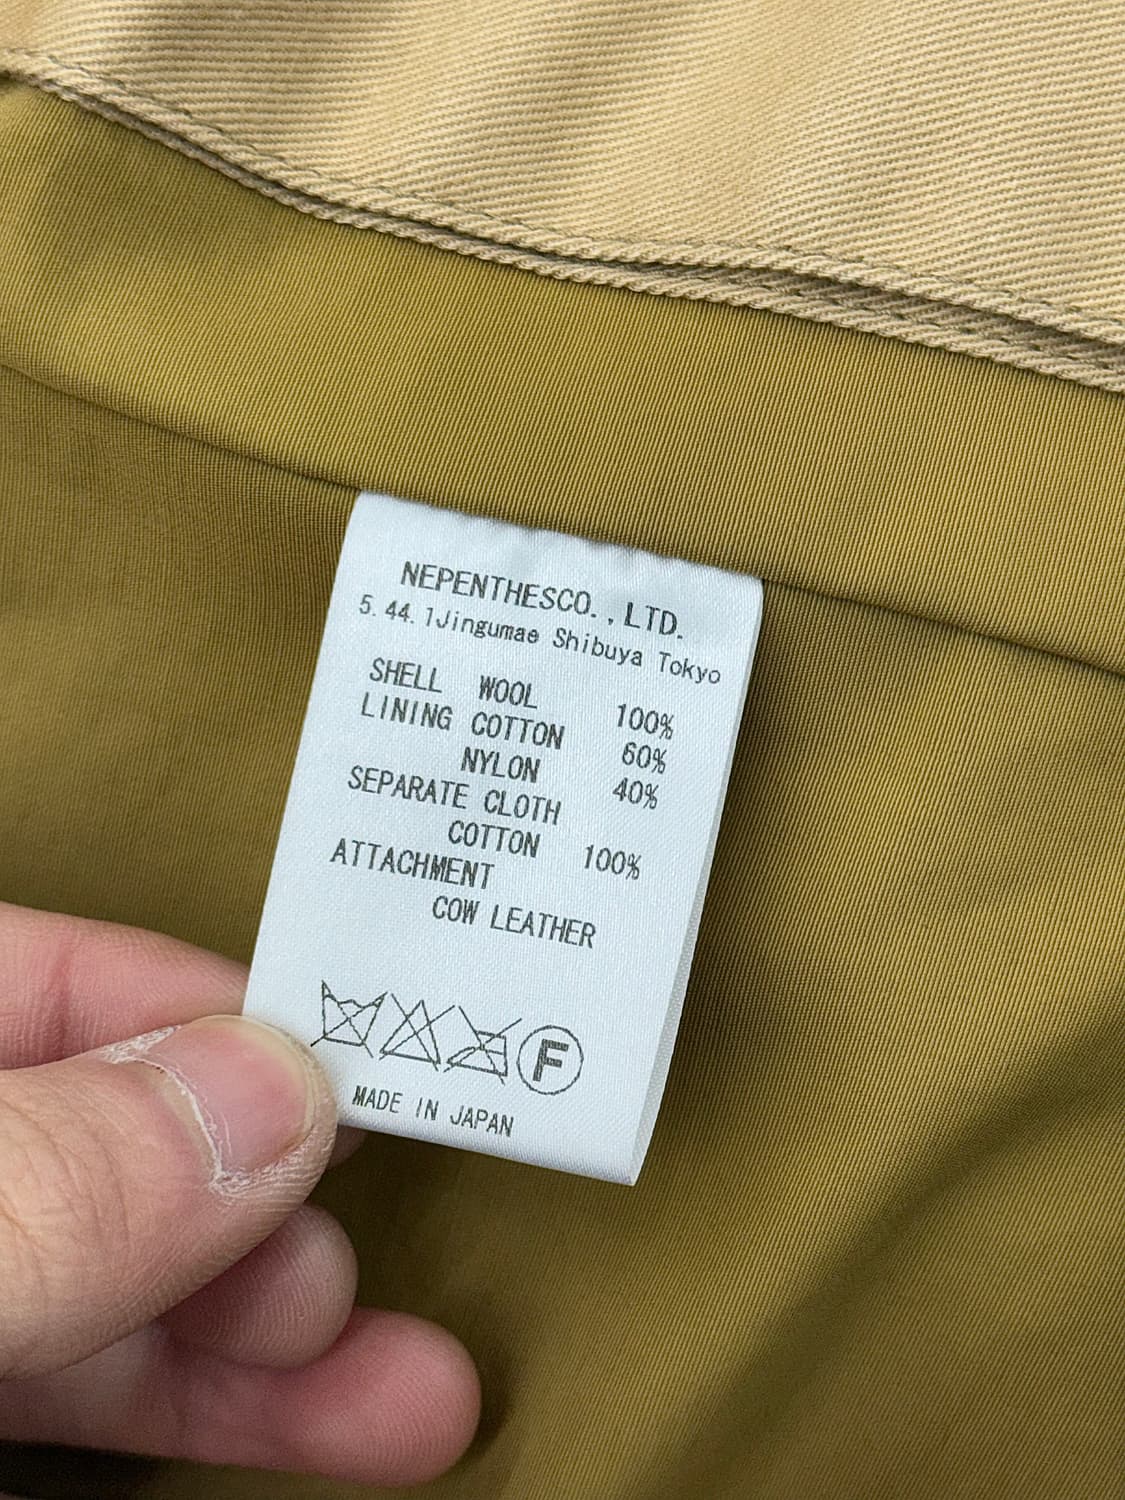 NEPENTHESCO.,LTD.
5.44.1Jingumae Shibuya Tokyo
SHELL WOOL 100%
LINING COTTON 60%
NYLON 40%
SEPARATE CLOTH
COTTON 100%
ATTACHMENT
COW LEATHER
F
MADE IN JAPAN